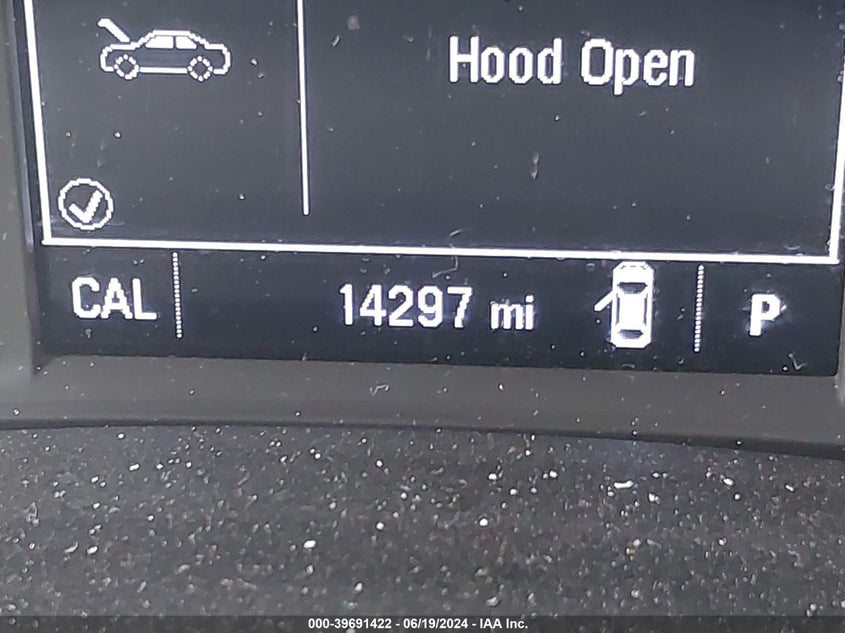 Hood Open
CAL 14297 mi P
000-39691422 - 06/19/2024 - IAA Inc.